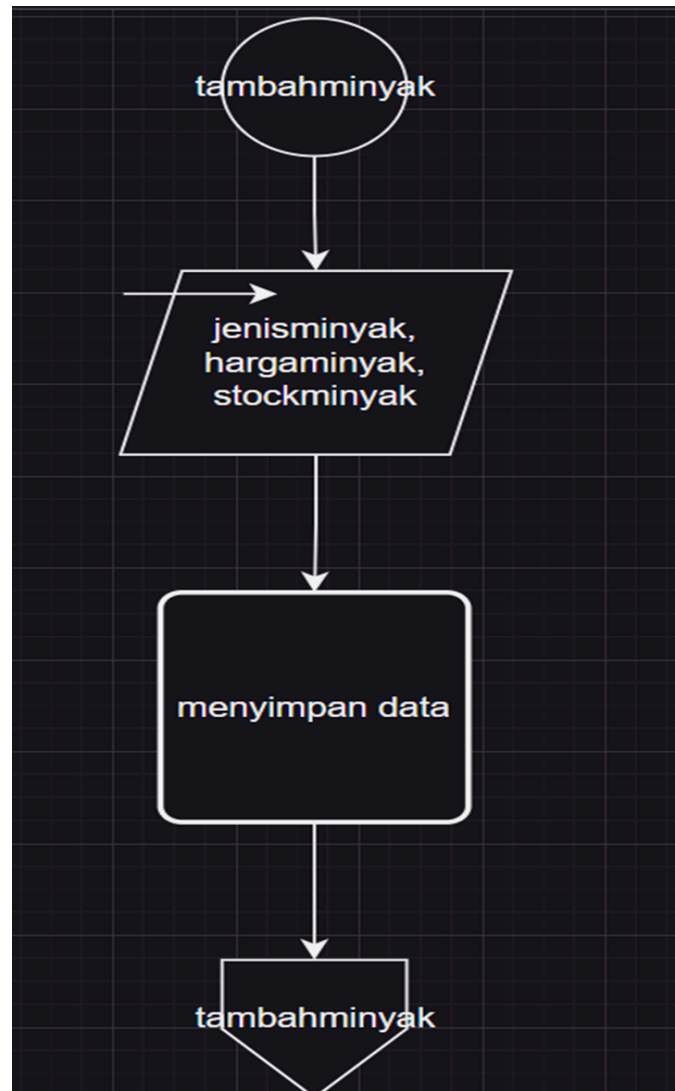 tambahminyak
jenisminyak,
hargaminyak,
stockminyak
menyimpan data
tambahminyak